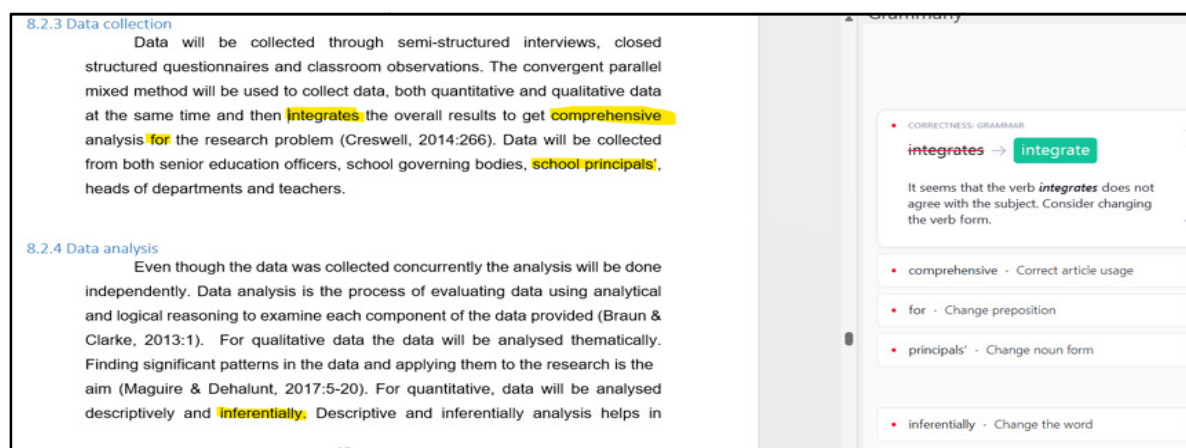 8.2.3 Data collection
Data will be collected through semi-structured interviews, closed
structured questionnaires and classroom observations. The convergent parallel
mixed method will be used to collect data, both quantitative and qualitative data
at the same time and then integrates the overall results to get comprehensive
analysis for the research problem (Creswell, 2014:266). Data will be collected
from both senior education officers, school governing bodies, school principals',
heads of departments and teachers.
8.2.4 Data analysis
Even though the data was collected concurrently the analysis will be done
independently. Data analysis is the process of evaluating data using analytical
and logical reasoning to examine each component of the data provided (Braun &
Clarke, 2013:1). For qualitative data the data will be analysed thematically.
Finding significant patterns in the data and applying them to the research is the
aim (Maguire & Dehalunt, 2017:5-20). For quantitative, data will be analysed
descriptively and inferentially. Descriptive and inferentially analysis helps in
CORRECTNESS: GRAMMAR
integrates → integrate
It seems that the verb integrates does not
agree with the subject. Consider changing
the verb form.
• comprehensive · Correct article usage
• for · Change preposition
• principals' · Change noun form
• inferentially · Change the word